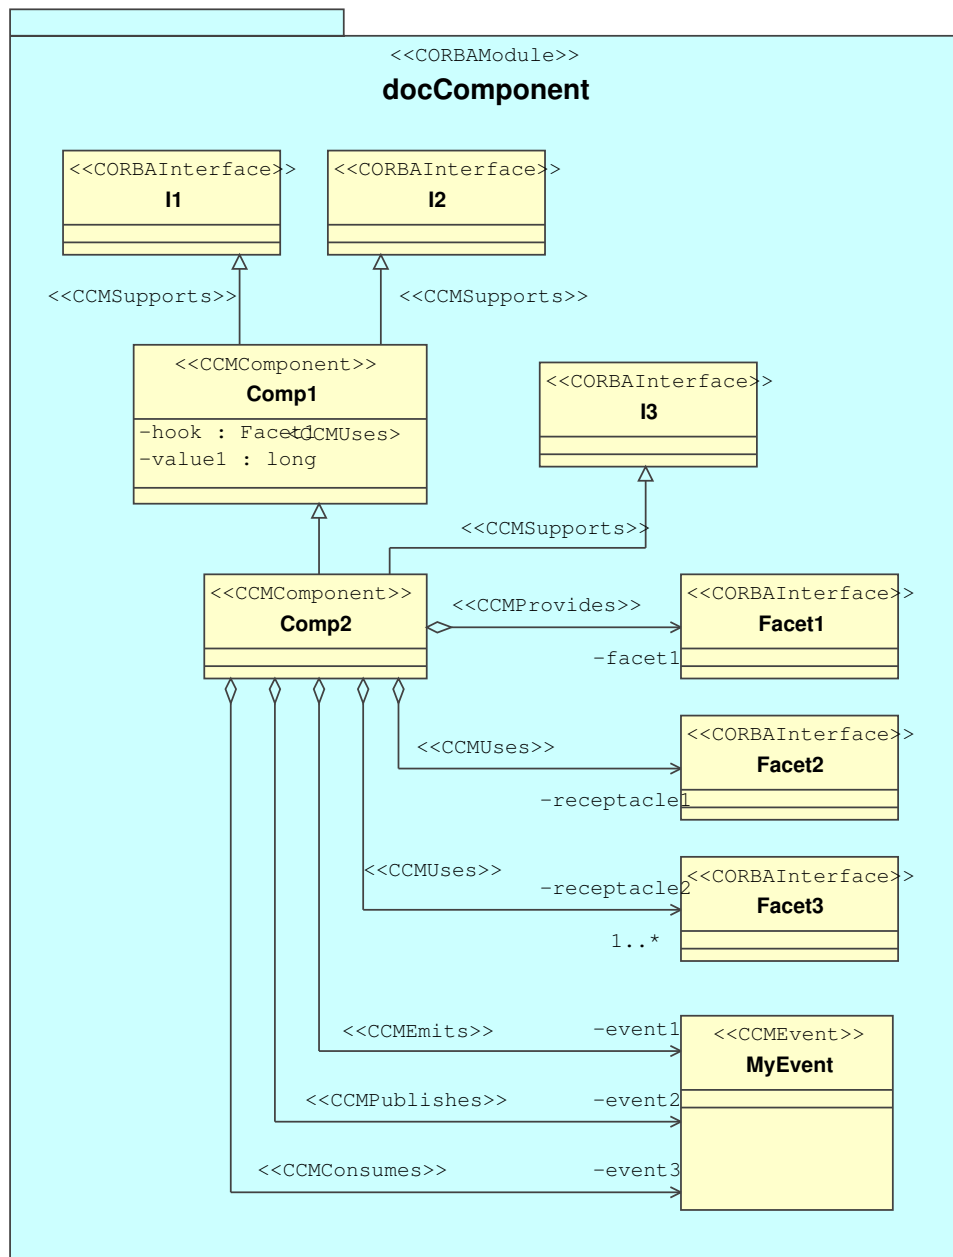 <<CORBAModule>>
docComponent
<<CORBAInterface>>
I1
<<CORBAInterface>>
I2
<<CCMSupports>>
<<CCMSupports>>
<<CCMComponent>>
Comp1
-hook : Facet1
<<CCMUses>
-value1 : long
<<CORBAInterface>>
I3
<<CCMSupports>>
<<CCMComponent>>
Comp2
<<CCMProvides>>
-facet1
<<CORBAInterface>>
Facet1
<<CCMUses>>
-receptacle1
<<CORBAInterface>>
Facet2
<<CCMUses>>
-receptacle2
1..*
<<CORBAInterface>>
Facet3
<<CCMEmits>>
-event1
<<CCMEvent>>
MyEvent
<<CCMPublishes>>
-event2
<<CCMConsumes>>
-event3